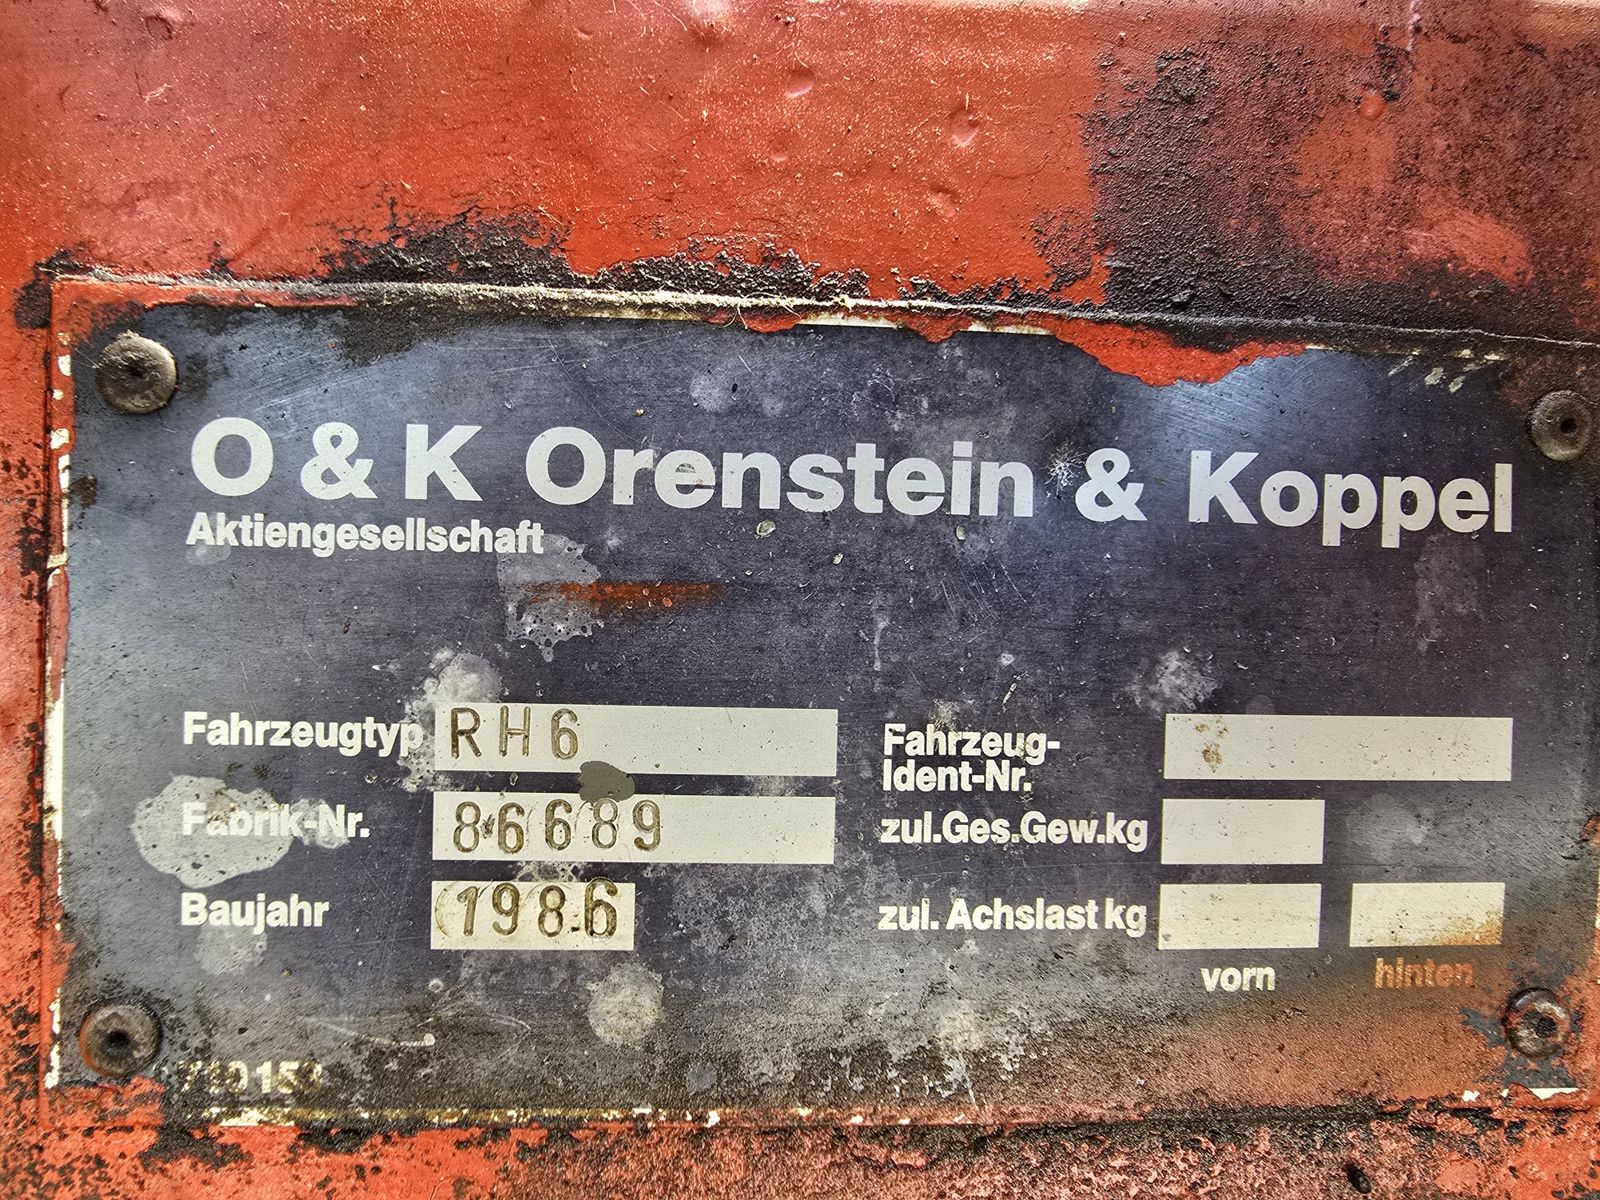 O & K Orenstein & Koppel
Aktiengesellschaft
Fahrzeugtyp RH6
Fabrik-Nr. 86689
Baujahr 1986
Fahrzeug-
Ident-Nr.
zul.Ges.Gew.kg
zul. Achslast kg
vorn hinten